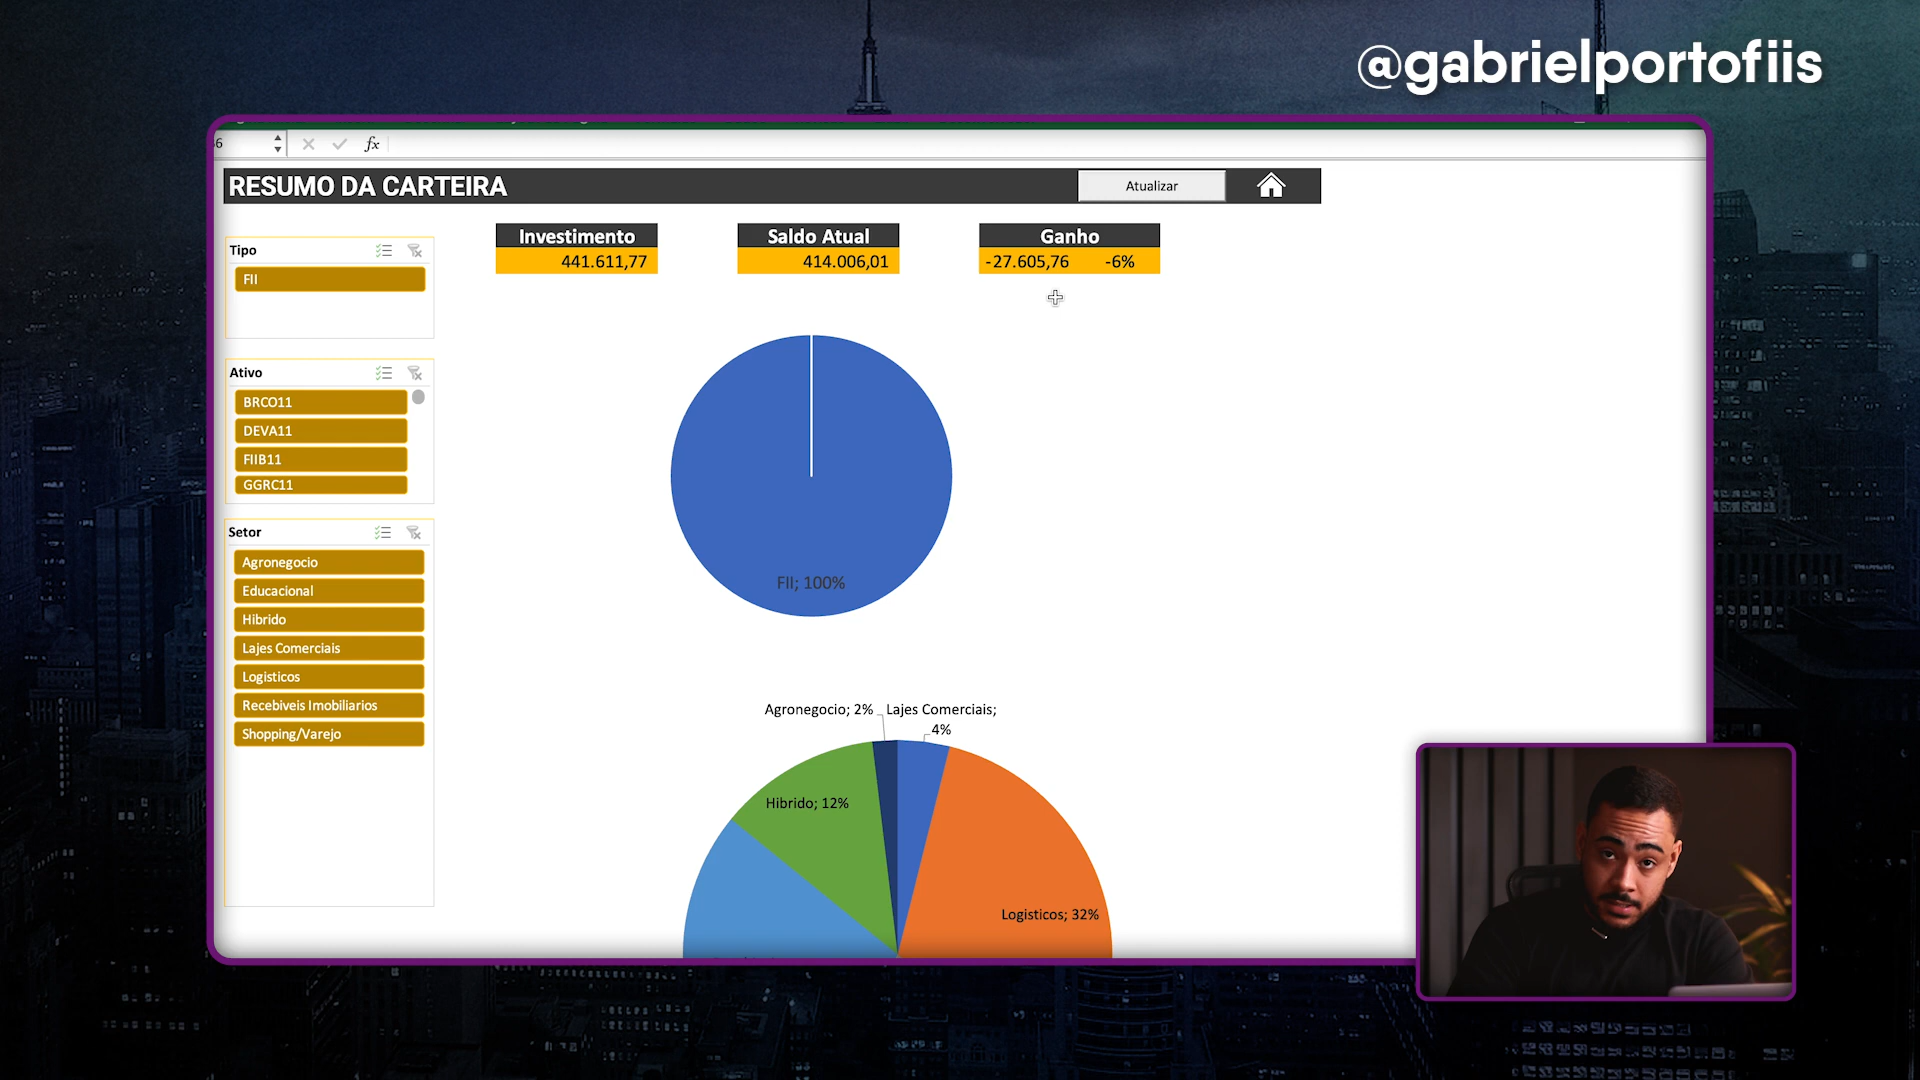 @gabrielportofiis
fx
RESUMO DA CARTEIRA
Atualizar
Investimento
441.611,77
Saldo Atual
414.006,01
Ganho
-27.605,76 -6%
Tipo
FII
Ativo
BRCO11
DEVA11
FIIB11
GGRC11
Setor
Agronegocio
Educacional
Hibrido
Lajes Comerciais
Logisticos
Recebiveis Imobiliarios
Shopping/Varejo
FII; 100%
Agronegocio; 2%
Lajes Comerciais;
4%
Hibrido; 12%
Logisticos; 32%